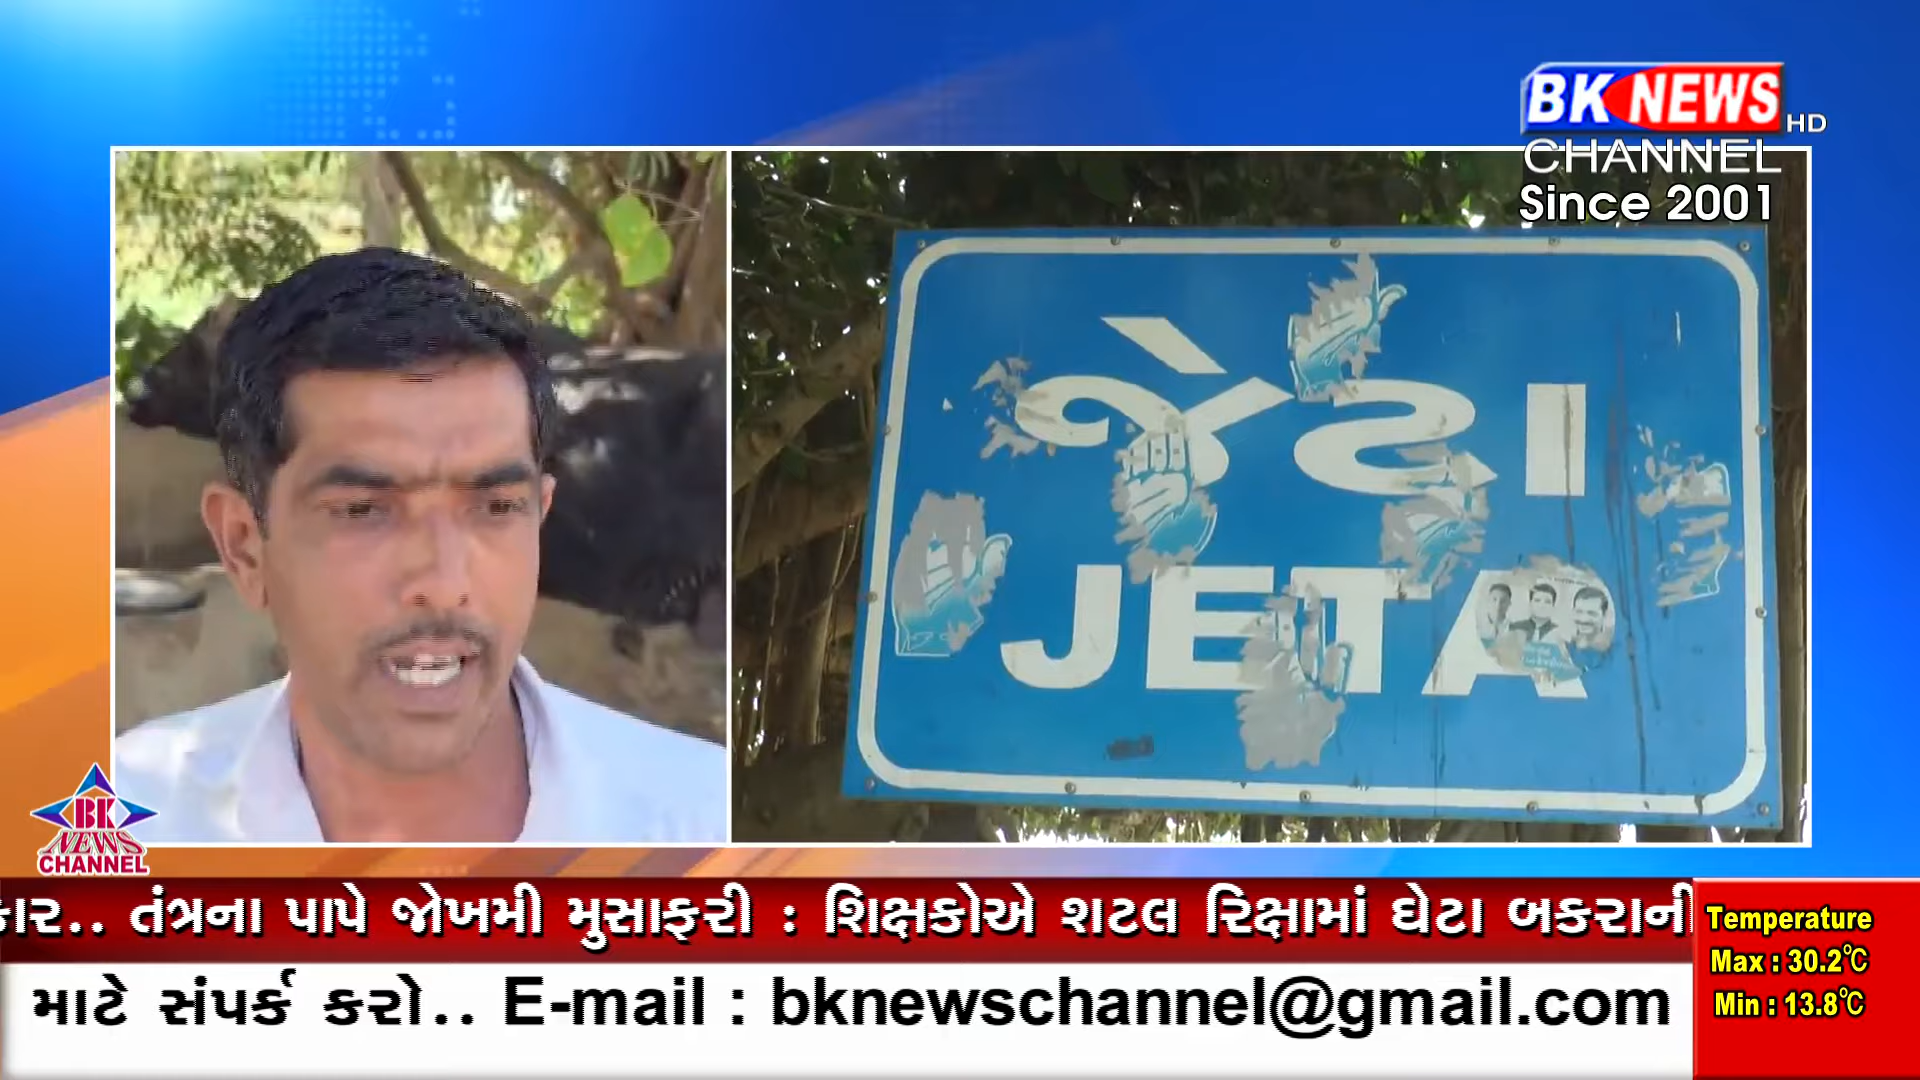 BK NEWS HD
CHANNEL
Since 2001
જેટા
JETA
BK
NEWS
CHANNEL
તંત્રના પાપે જોખમી મુસાફરી : શિક્ષકોએ શટલ રિક્ષામાં ઘેટા બકરાની
માટે સંપર્ક કરો.. E-mail : bknewschannel@gmail.com
Temperature
Max : 30.2℃
Min : 13.8℃